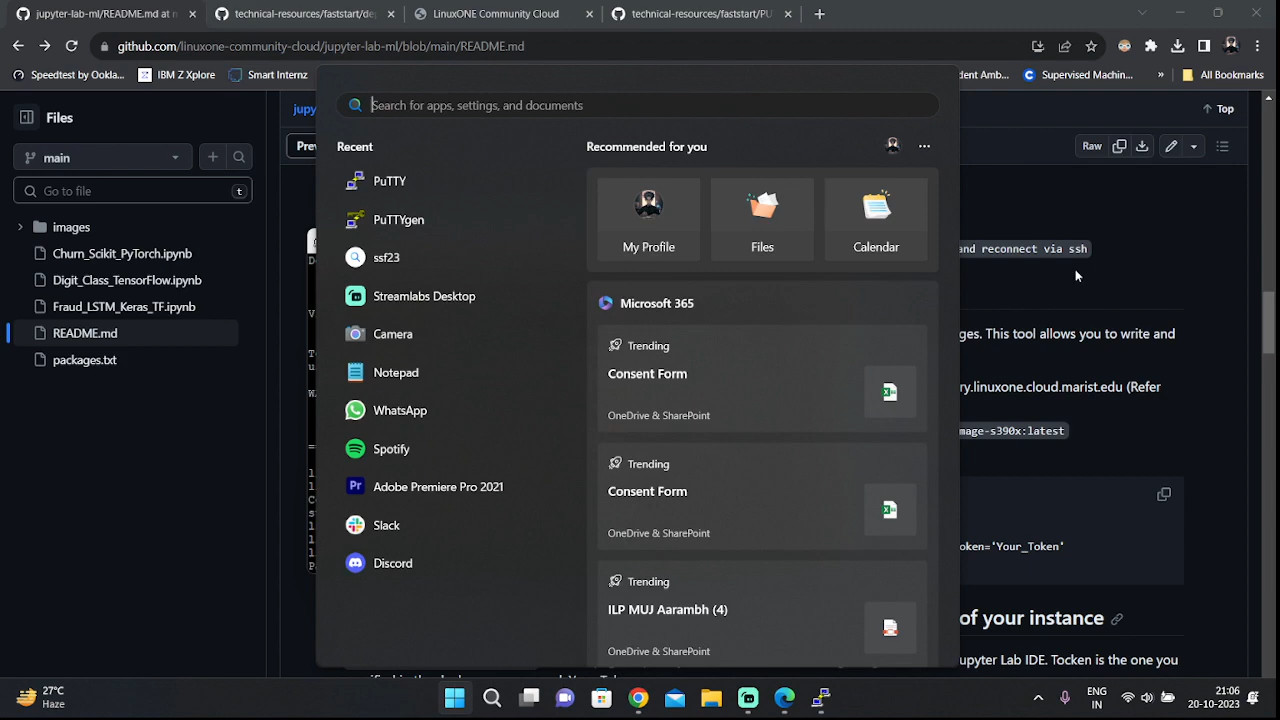 jupyter-lab-ml/README.md at n
technical-resources/faststart/de
LinuxONE Community Cloud
technical-resources/faststart/PU
github.com/linuxone-community-cloud/jupyter-lab-ml/blob/main/README.md
Speedtest by Ookla...
IBM Z Xplore
Smart Internz
dent Amb...
Supervised Machin...
»
All Bookmarks
Files
main
Go to file
t
images
Churn_Scikit_PyTorch.ipynb
Digit_Class_TensorFlow.ipynb
Fraud_LSTM_Keras_TF.ipynb
README.md
packages.txt
jupy
Top
Pre
Raw
Search for apps, settings, and documents
Recent
PuTTY
PuTTYgen
ssf23
Streamlabs Desktop
Camera
Notepad
WhatsApp
Spotify
Adobe Premiere Pro 2021
Slack
Discord
Recommended for you
My Profile
Files
Calendar
Microsoft 365
Trending
Consent Form
OneDrive & SharePoint
Trending
Consent Form
OneDrive & SharePoint
Trending
ILP MUJ Aarambh (4)
OneDrive & SharePoint
and reconnect via ssh
ges. This tool allows you to write and
ry.linuxone.cloud.marist.edu (Refer
mage-s390x:latest
oken='Your_Token'
of your instance
upyter Lab IDE. Tocken is the one you
27°C
Haze
ENG
IN
21:06
20-10-2023